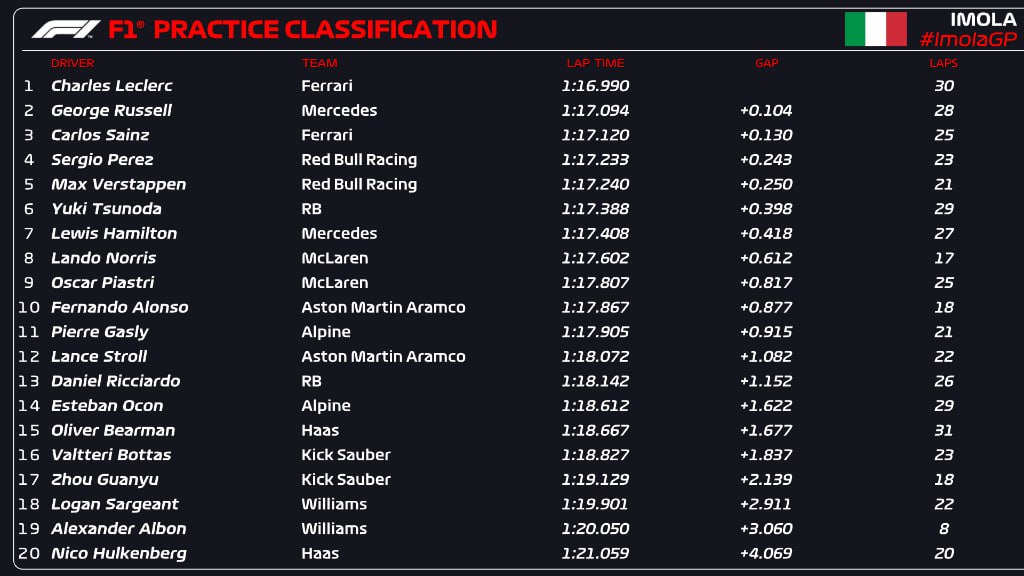 F1® PRACTICE CLASSIFICATION
IMOLA
#ImolaGP
DRIVER TEAM LAP TIME GAP LAPS
1 Charles Leclerc Ferrari 1:16.990 30
2 George Russell Mercedes 1:17.094 +0.104 28
3 Carlos Sainz Ferrari 1:17.120 +0.130 25
4 Sergio Perez Red Bull Racing 1:17.233 +0.243 23
5 Max Verstappen Red Bull Racing 1:17.240 +0.250 21
6 Yuki Tsunoda RB 1:17.388 +0.398 29
7 Lewis Hamilton Mercedes 1:17.408 +0.418 27
8 Lando Norris McLaren 1:17.602 +0.612 17
9 Oscar Piastri McLaren 1:17.807 +0.817 25
10 Fernando Alonso Aston Martin Aramco 1:17.867 +0.877 18
11 Pierre Gasly Alpine 1:17.905 +0.915 21
12 Lance Stroll Aston Martin Aramco 1:18.072 +1.082 22
13 Daniel Ricciardo RB 1:18.142 +1.152 26
14 Esteban Ocon Alpine 1:18.612 +1.622 29
15 Oliver Bearman Haas 1:18.667 +1.677 31
16 Valtteri Bottas Kick Sauber 1:18.827 +1.837 23
17 Zhou Guanyu Kick Sauber 1:19.129 +2.139 18
18 Logan Sargeant Williams 1:19.901 +2.911 22
19 Alexander Albon Williams 1:20.050 +3.060 8
20 Nico Hulkenberg Haas 1:21.059 +4.069 20